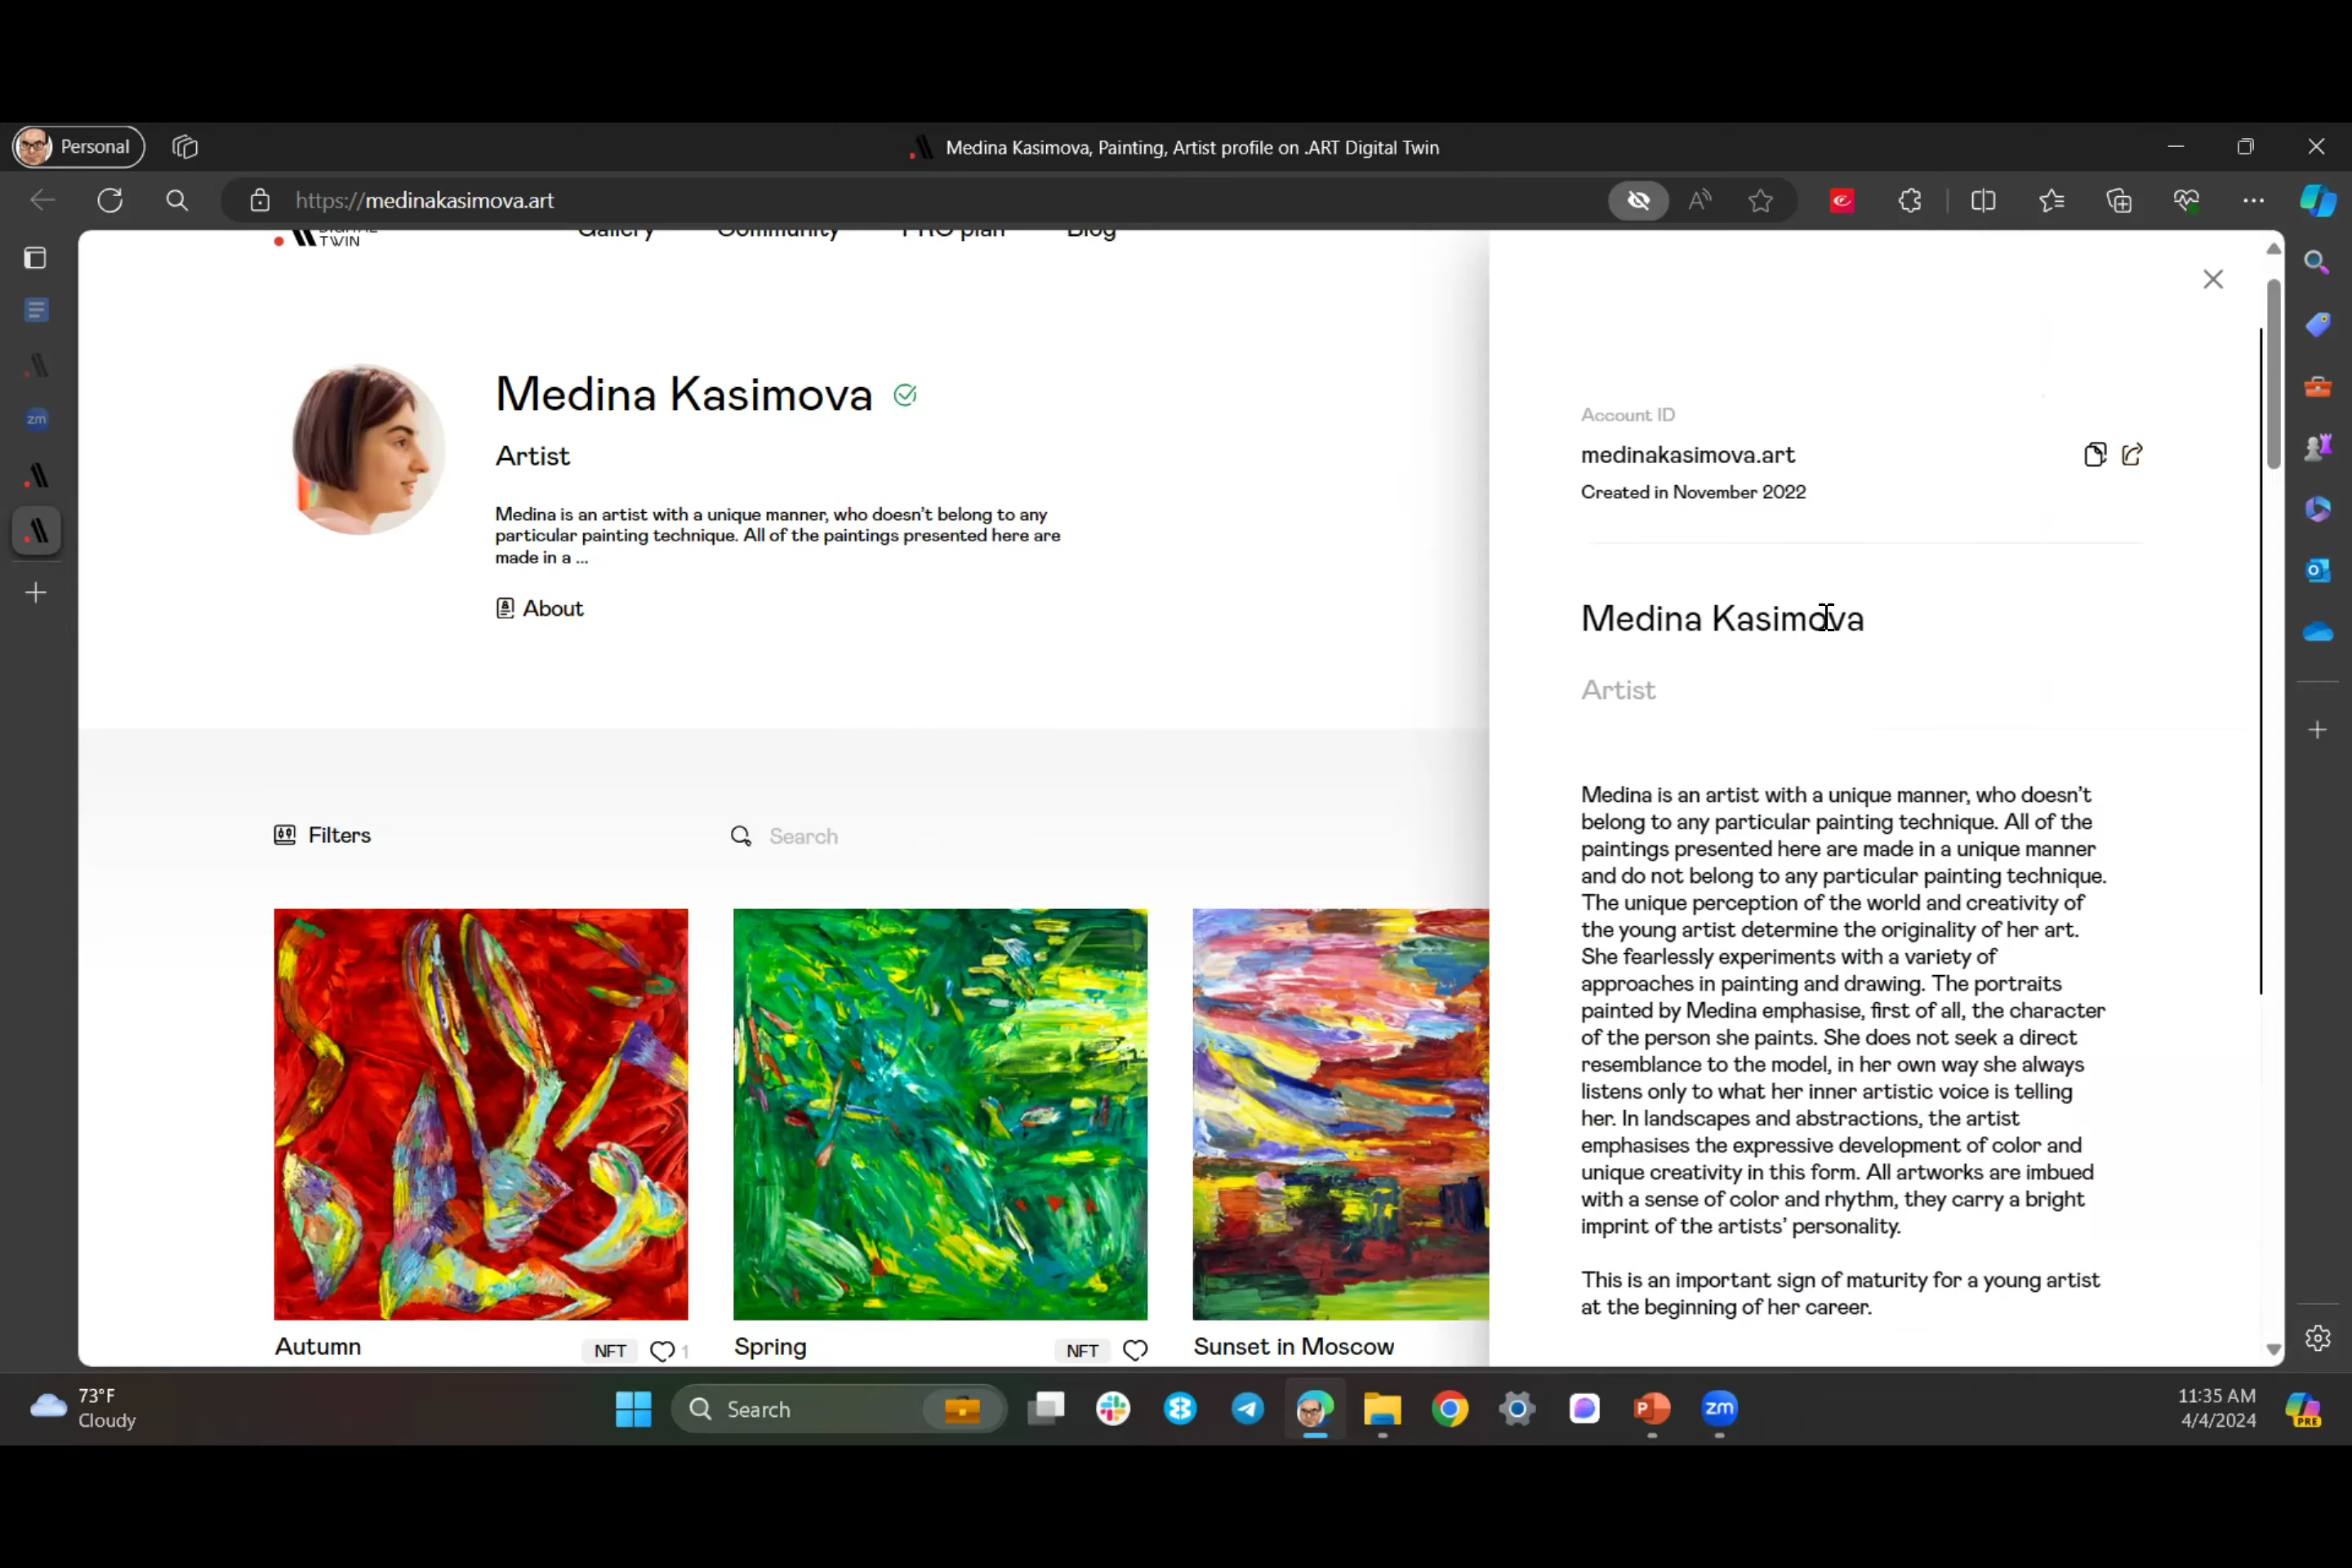 Personal
Medina Kasimova, Painting, Artist profile on .ART Digital Twin
https://medinakasimova.art
DIGITAL
TWIN
Gallery
Community
PRO plan
Blog
Medina Kasimova
Artist
Medina is an artist with a unique manner, who doesn't belong to any
particular painting technique. All of the paintings presented here are
made in a ...
About
Filters
Search
Autumn
NFT
1
Spring
NFT
Sunset in Moscow
Account ID
medinakasimova.art
Created in November 2022
Medina Kasimova
Artist
Medina is an artist with a unique manner, who doesn't
belong to any particular painting technique. All of the
paintings presented here are made in a unique manner
and do not belong to any particular painting technique.
The unique perception of the world and creativity of
the young artist determine the originality of her art.
She fearlessly experiments with a variety of
approaches in painting and drawing. The portraits
painted by Medina emphasise, first of all, the character
of the person she paints. She does not seek a direct
resemblance to the model, in her own way she always
listens only to what her inner artistic voice is telling
her. In landscapes and abstractions, the artist
emphasises the expressive development of color and
unique creativity in this form. All artworks are imbued
with a sense of color and rhythm, they carry a bright
imprint of the artists' personality.
This is an important sign of maturity for a young artist
at the beginning of her career.
zm
73°F
Cloudy
Search
P
zm
11:35 AM
4/4/2024
PRE